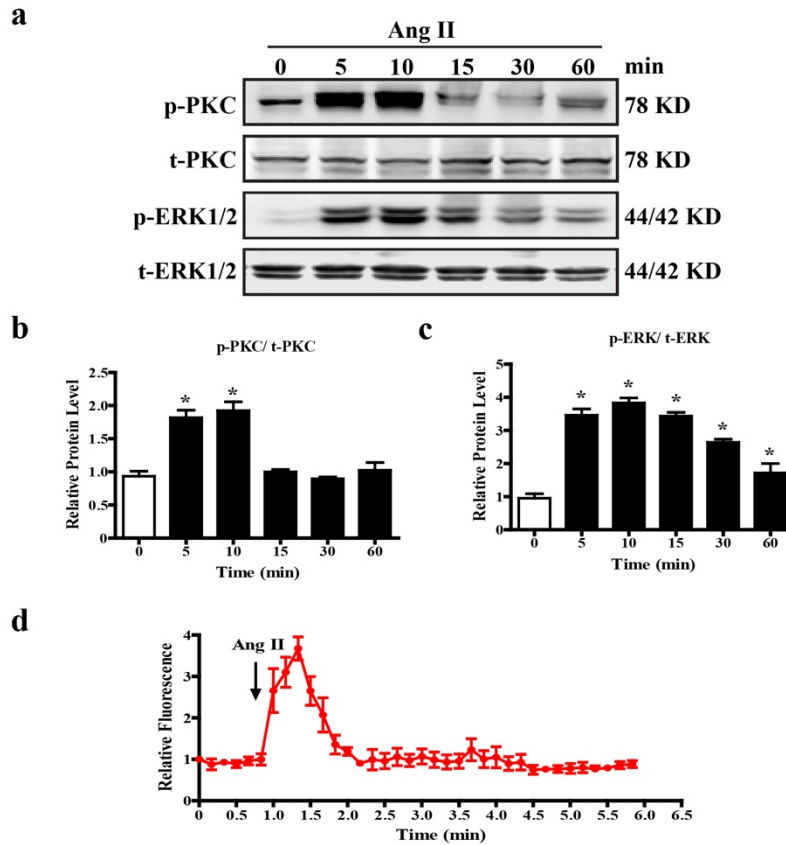 a
Ang II
0 5 10 15 30 60 min
p-PKC 78 KD
t-PKC 78 KD
p-ERK1/2 44/42 KD
t-ERK1/2 44/42 KD
b
p-PKC/ t-PKC
Relative Protein Level
2.5
2.0
1.5
1.0
0.5
0
* *
0 5 10 15 30 60
Time (min)
c
p-ERK/ t-ERK
Relative Protein Level
5
4
3
2
1
0
* * * * *
0 5 10 15 30 60
Time (min)
d
Relative Fluorescence
4
3
2
1
0
Ang II
0 0.5 1.0 1.5 2.0 2.5 3.0 3.5 4.0 4.5 5.0 5.5 6.0 6.5
Time (min)